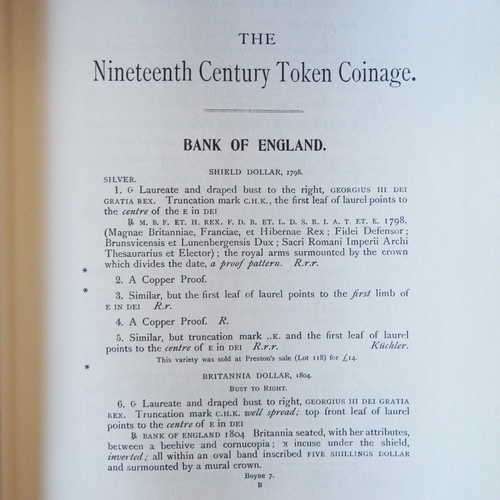 THE
Nineteenth Century Token Coinage.
BANK OF ENGLAND.
SHIELD DOLLAR, 1798.
SILVER.
1. O Laureate and draped bust to the right, GEORGIUS III DEI
GRATIA REX. Truncation mark C.H.K., the first leaf of laurel points to
the centre of the E in DEI
R M. B. F. ET. H. REX. F. D. B. ET. L. D. S. R. I. A. T. ET. E. 1798.
(Magnae Britanniae, Franciae, et Hibernae Rex; Fidei Defensor;
Brunsvicensis et Lunenbergensis Dux; Sacri Romani Imperii Archi
Thesaurarius et Elector); the royal arms surmounted by the crown
which divides the date, a proof pattern. R.r.r.
* 2. A Copper Proof.
* 3. Similar, but the first leaf of laurel points to the first limb of
E IN DEI R.r.
4. A Copper Proof. R.
5. Similar, but truncation mark ..K. and the first leaf of laurel
points to the centre of E in DEI R.r.r. Küchler.
This variety was sold at Preston's sale (Lot 118) for £14.
*
BRITANNIA DOLLAR, 1804.
BUST TO RIGHT.
6. O Laureate and draped bust to right, GEORGIUS III DEI GRATIA
REX. Truncation mark C.H.K. well spread; top front leaf of laurel
points to the centre of E in DEI
R BANK OF ENGLAND 1804 Britannia seated, with her attributes,
between a beehive and cornucopia; K incuse under the shield,
inverted; all within an oval band inscribed FIVE SHILLINGS DOLLAR
and surmounted by a mural crown.
Boyne 7.
B